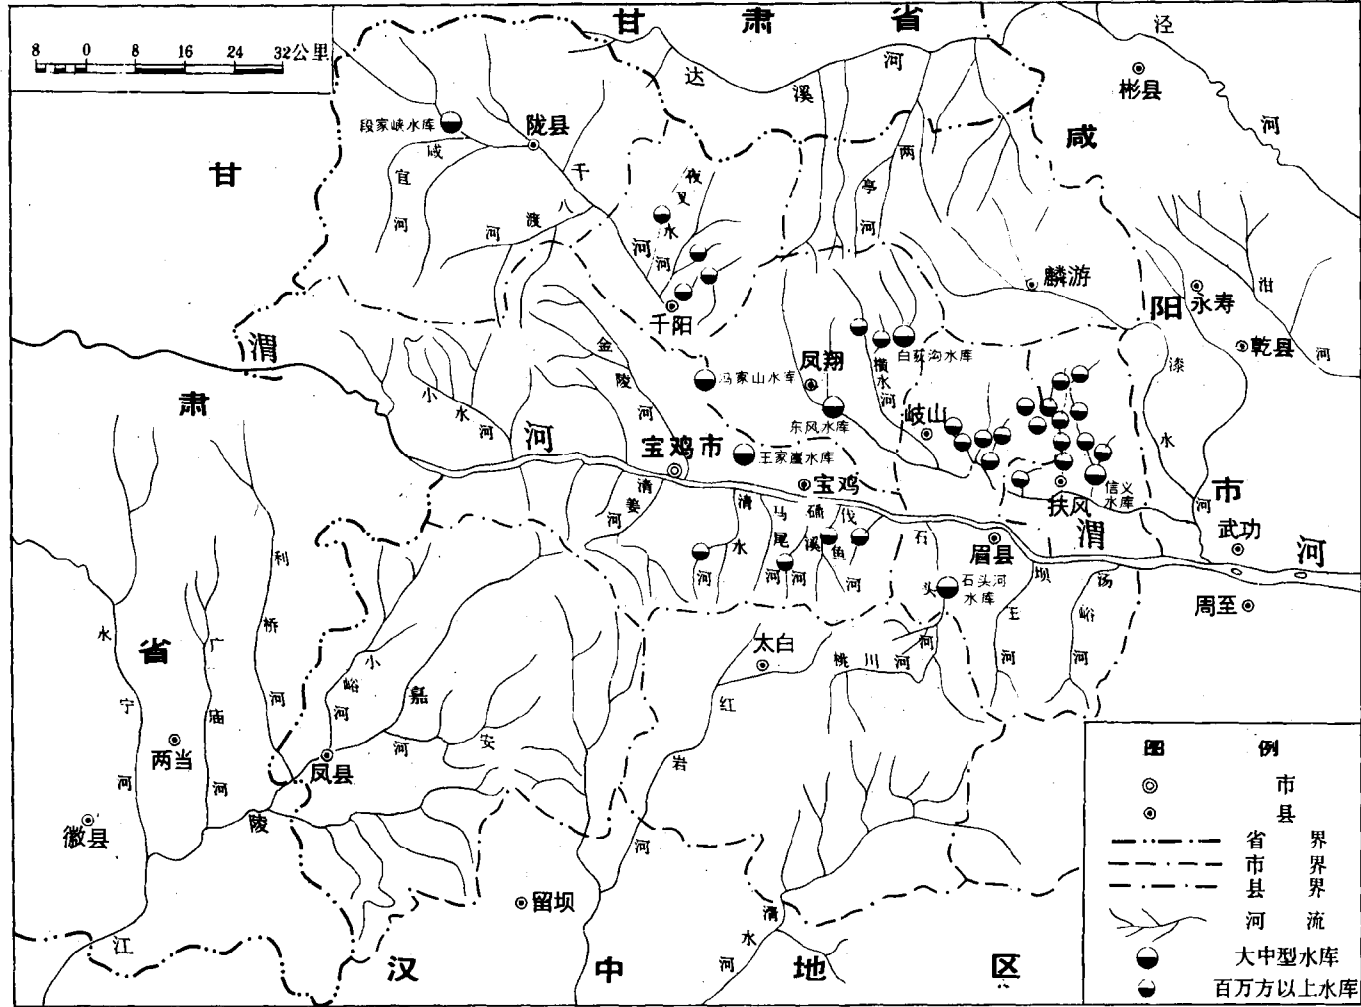 甘肃省
8 0 8 16 24 32公里
泾河
达溪河
彬县
段家峡水库
陇县
咸阳市
甘肃省
咸宜河
千河
八渡河
夜叉水河
两亭河
麟游
千阳
永寿
泔河
渭河
金陵河
冯家山水库
凤翔
白荻沟水库
乾县
横水河
漆水河
小水河
东风水库
岐山
宝鸡市
王家崖水库
宝鸡
扶风
信义水库
武功
渭河
清姜河
清水河
马尾河
磻溪河
伐鱼河
石头河
眉县
石头河水库
坝王河
汤峪河
周至
利桥河
永宁河
广庙河
小峪河
嘉陵江
太白
桃川河
红岩河
安河
两当
凤县
徽县
留坝
清水河
汉中地区
图例
市
县
省界
市界
县界
河流
大中型水库
百万方以上水库